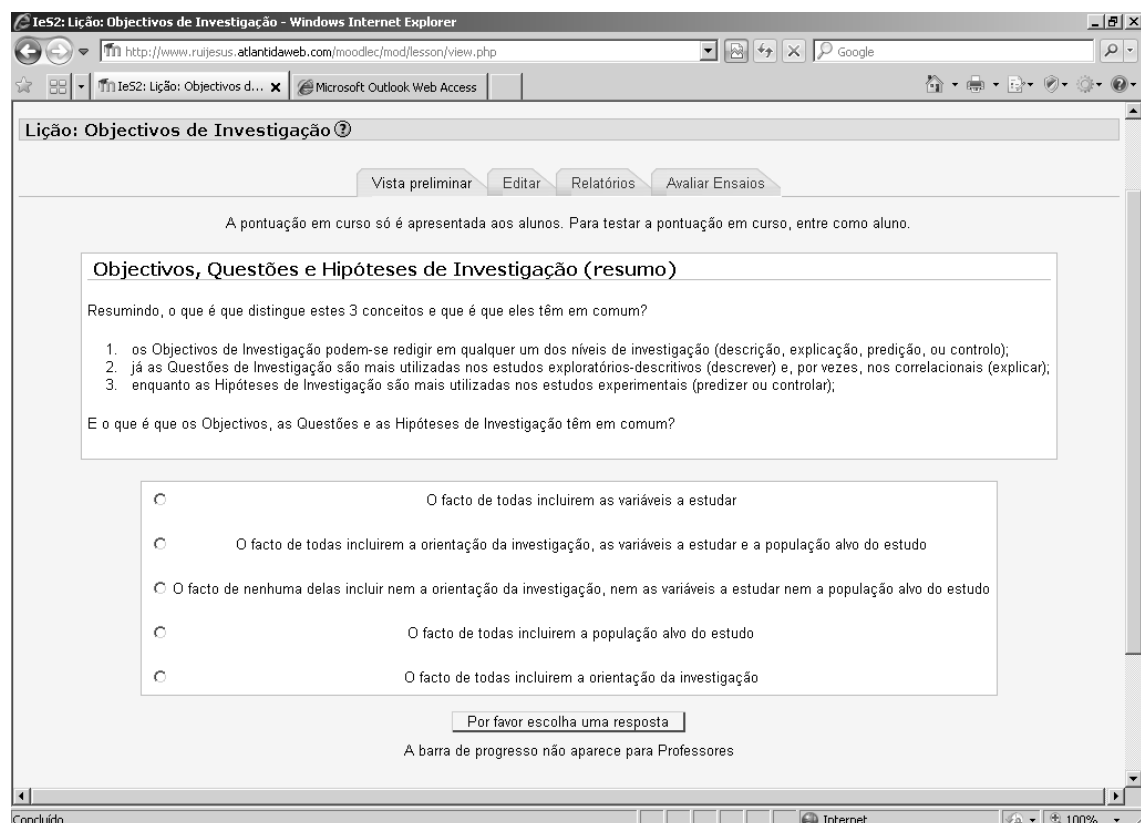 IeS2: Lição: Objectivos de Investigação - Windows Internet Explorer
http://www.ruijesus.atlantidaweb.com/moodlec/mod/lesson/view.php
Google
IeS2: Lição: Objectivos d...
Microsoft Outlook Web Access
Lição: Objectivos de Investigação
Vista preliminar
Editar
Relatórios
Avaliar Ensaios
A pontuação em curso só é apresentada aos alunos. Para testar a pontuação em curso, entre como aluno.
Objectivos, Questões e Hipóteses de Investigação (resumo)
Resumindo, o que é que distingue estes 3 conceitos e que é que eles têm em comum?
1. os Objectivos de Investigação podem-se redigir em qualquer um dos níveis de investigação (descrição, explicação, predição, ou controlo);
2. já as Questões de Investigação são mais utilizadas nos estudos exploratórios-descritivos (descrever) e, por vezes, nos correlacionais (explicar);
3. enquanto as Hipóteses de Investigação são mais utilizadas nos estudos experimentais (predizer ou controlar);
E o que é que os Objectivos, as Questões e as Hipóteses de Investigação têm em comum?
O facto de todas incluirem as variáveis a estudar
O facto de todas incluirem a orientação da investigação, as variáveis a estudar e a população alvo do estudo
O facto de nenhuma delas incluir nem a orientação da investigação, nem as variáveis a estudar nem a população alvo do estudo
O facto de todas incluirem a população alvo do estudo
O facto de todas incluirem a orientação da investigação
Por favor escolha uma resposta
A barra de progresso não aparece para Professores
Concluído
Internet
100%